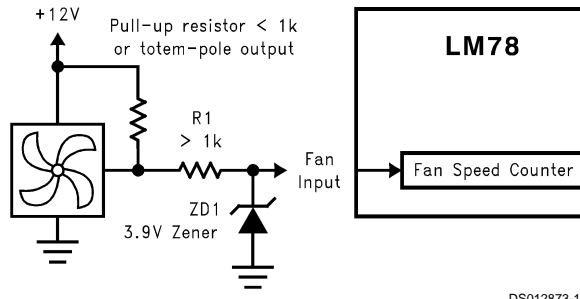 +12V
Pull-up resistor < 1k
or totem-pole output
LM78
R1
> 1k
Fan
Input
Fan Speed Counter
ZD1
3.9V Zener